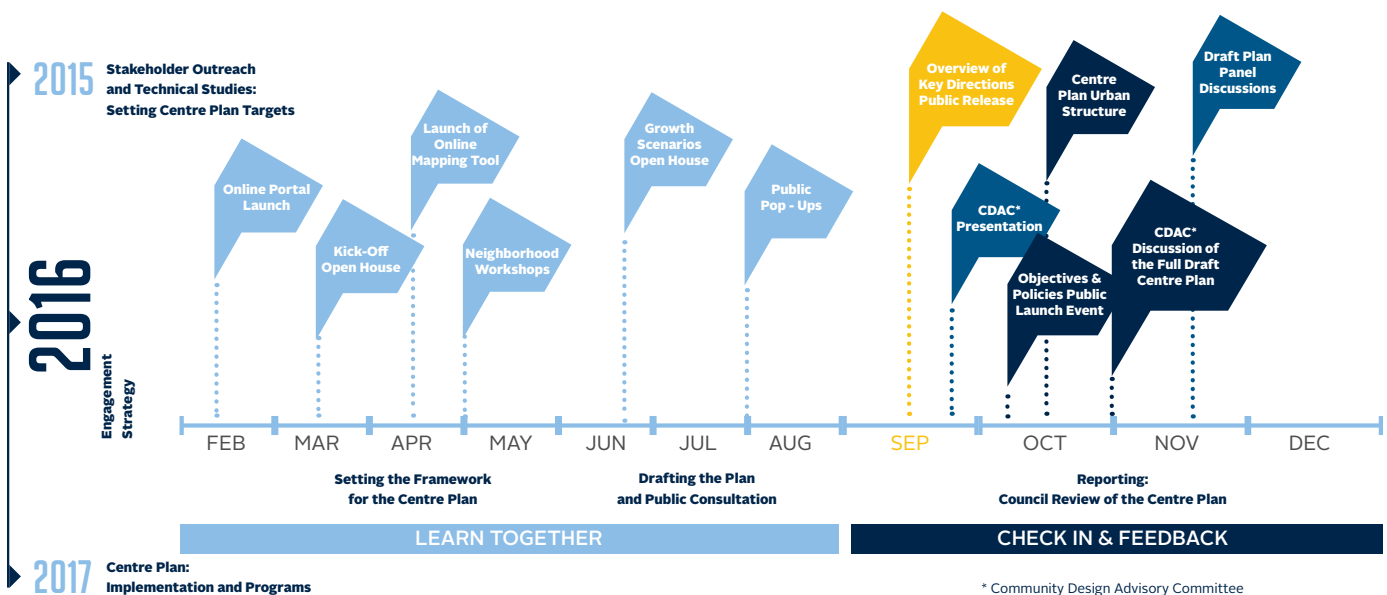 2015
Stakeholder Outreach
and Technical Studies:
Setting Centre Plan Targets
2016
Engagement
Strategy
Online Portal
Launch
Kick-Off
Open House
Launch of
Online
Mapping Tool
Neighborhood
Workshops
Growth
Scenarios
Open House
Public
Pop - Ups
Overview of
Key Directions
Public Release
CDAC*
Presentation
Objectives &
Policies Public
Launch Event
Centre
Plan Urban
Structure
CDAC*
Discussion of
the Full Draft
Centre Plan
Draft Plan
Panel
Discussions
FEB MAR APR MAY JUN JUL AUG SEP OCT NOV DEC
Setting the Framework
for the Centre Plan
Drafting the Plan
and Public Consultation
Reporting:
Council Review of the Centre Plan
LEARN TOGETHER
CHECK IN & FEEDBACK
2017
Centre Plan:
Implementation and Programs
* Community Design Advisory Committee